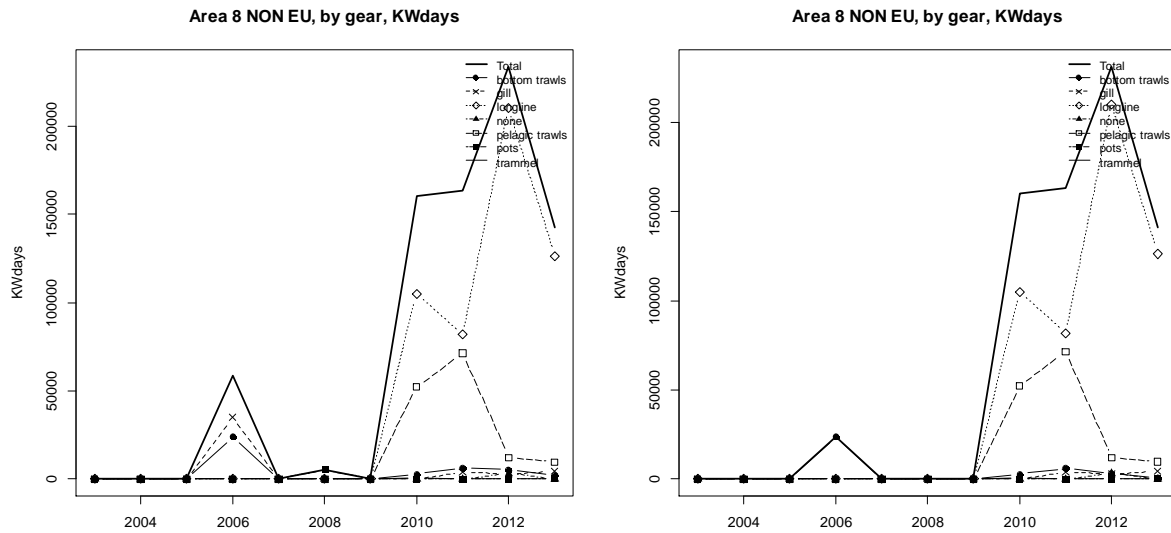 Area 8 NON EU, by gear, KWdays
Total
bottom trawls
gill
longline
none
pelagic trawls
pots
trammel
KWdays
200000
150000
100000
50000
0
2004 2006 2008 2010 2012
Area 8 NON EU, by gear, KWdays
Total
bottom trawls
gill
longline
none
pelagic trawls
pots
trammel
KWdays
200000
150000
100000
50000
0
2004 2006 2008 2010 2012